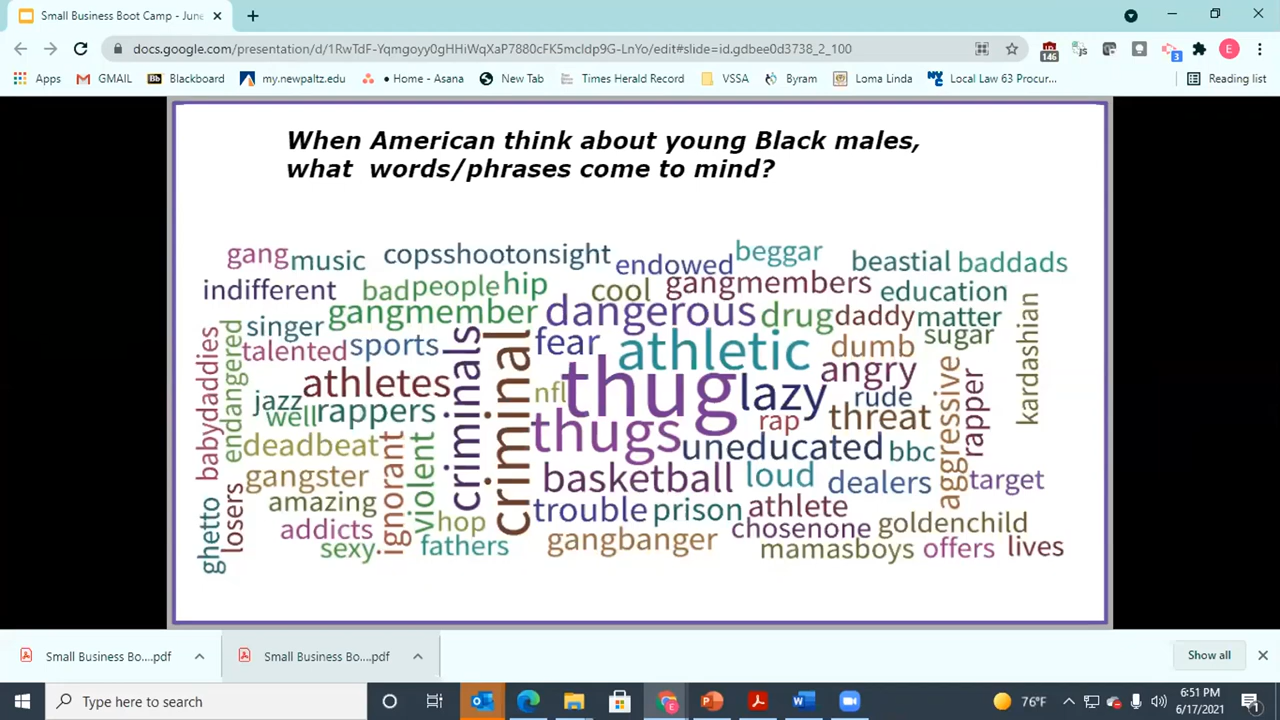 Small Business Boot Camp - June
docs.google.com/presentation/d/1RwTdF-Yqmgoyy0gHHiWqXaP7880cFK5mcIdp9G-LnYo/edit#slide=id.gdbee0d3738_2_100
146
js
3
E
Apps GMAIL Bb Blackboard my.newpaltz.edu • Home - Asana New Tab Times Herald Record VSSA Byram Loma Linda Local Law 63 Procur... Reading list
When American think about young Black males,
what words/phrases come to mind?
gang music copsshootonsight endowed beggar beastial baddads
indifferent badpeople hip cool gangmembers education
gangmember dangerous drug daddy matter
singer fear sugar
talented sports athletic dumb kardashian
babydaddies endangered criminals criminal angry
athletes nfl thug lazy rude aggressive rapper
jazz well rappers rap threat
deadbeat thugs uneducated bbc
gangster ignorant violent basketball loud dealers target
amazing trouble prison athlete
ghetto losers addicts hop chosenone goldenchild
sexy fathers gangbanger mamasboys offers lives
Small Business Bo....pdf Small Business Bo....pdf Show all
Type here to search 76°F 6:51 PM
6/17/2021 1